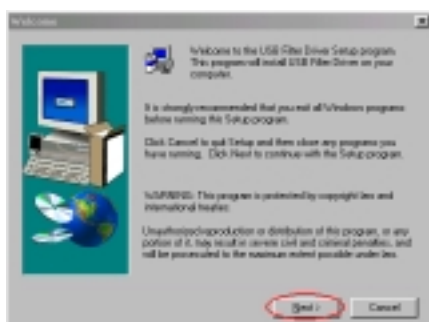 Welcome
Welcome to the USB Filter Driver Setup program.
This program will install USB Filter Driver on your
computer.
It is strongly recommended that you exit all Windows programs
before running this Setup program.
Click Cancel to quit Setup and then close any programs you
have running. Click Next to continue with the Setup program.
WARNING: This program is protected by copyright law and
international treaties.
Unauthorized reproduction or distribution of this program, or any
portion of it, may result in severe civil and criminal penalties, and
will be prosecuted to the maximum extent possible under law.
Next >
Cancel